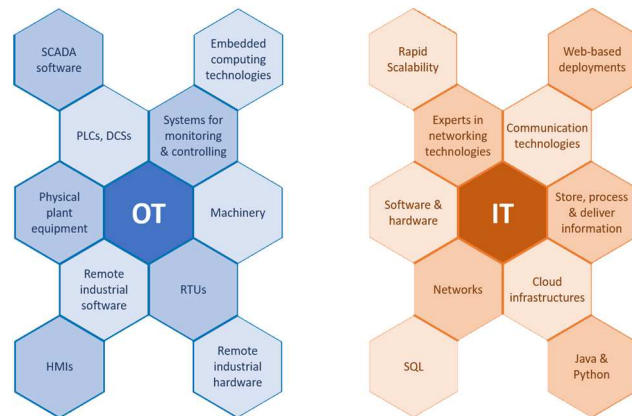 SCADA
software
Embedded
computing
technologies
PLCs, DCSs
Systems for
monitoring
& controlling
Physical
plant
equipment
OT
Machinery
Remote
industrial
software
RTUs
HMIs
Remote
industrial
hardware
Rapid
Scalability
Web-based
deployments
Experts in
networking
technologies
Communication
technologies
Software &
hardware
IT
Store, process
& deliver
information
Networks
Cloud
infrastructures
SQL
Java &
Python